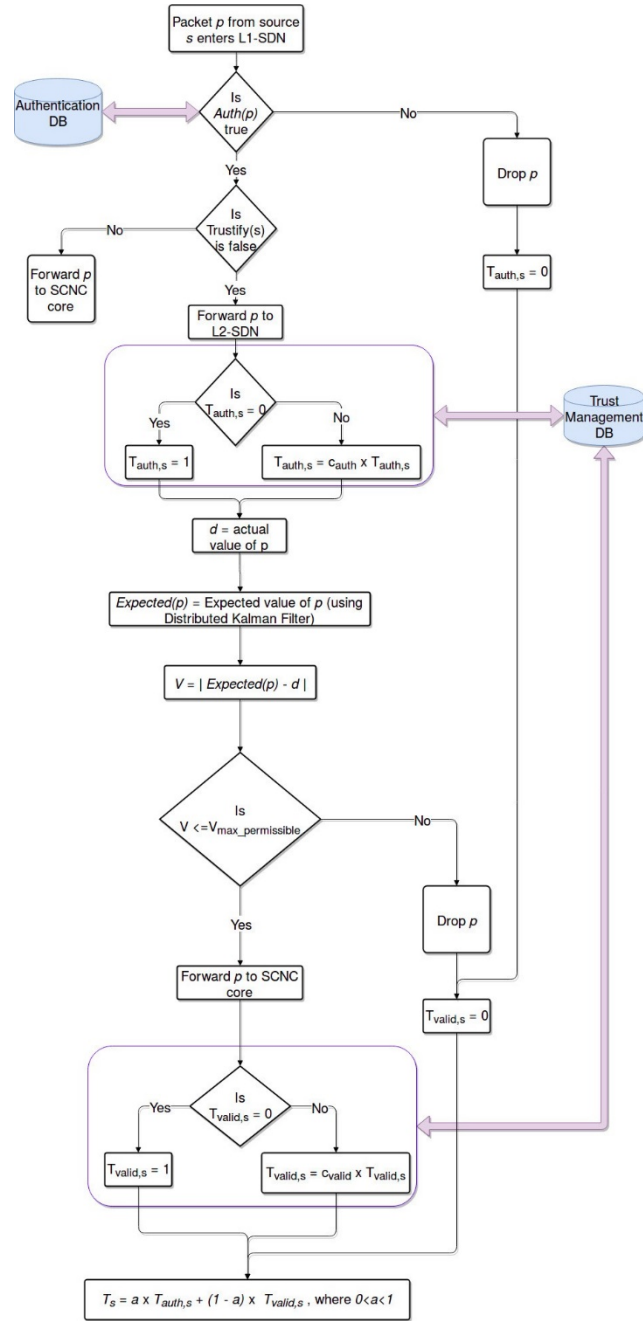 Packet p from source
s enters L1-SDN
Authentication
DB
Is
Auth(p)
true
No
Yes
Drop p
Is
Trustify(s)
is false
No
Forward p
to SCNC
core
T_auth,s = 0
Yes
Forward p to
L2-SDN
Is
T_auth,s = 0
Yes
No
Trust
Management
DB
T_auth,s = 1
T_auth,s = c_auth x T_auth,s
d = actual
value of p
Expected(p) = Expected value of p (using
Distributed Kalman Filter)
V = | Expected(p) - d |
Is
V <=V_max_permissible
No
Yes
Drop p
Forward p to SCNC
core
T_valid,s = 0
Is
T_valid,s = 0
Yes
No
T_valid,s = 1
T_valid,s = c_valid x T_valid,s
T_s = a x T_auth,s + (1 - a) x T_valid,s , where 0<a<1